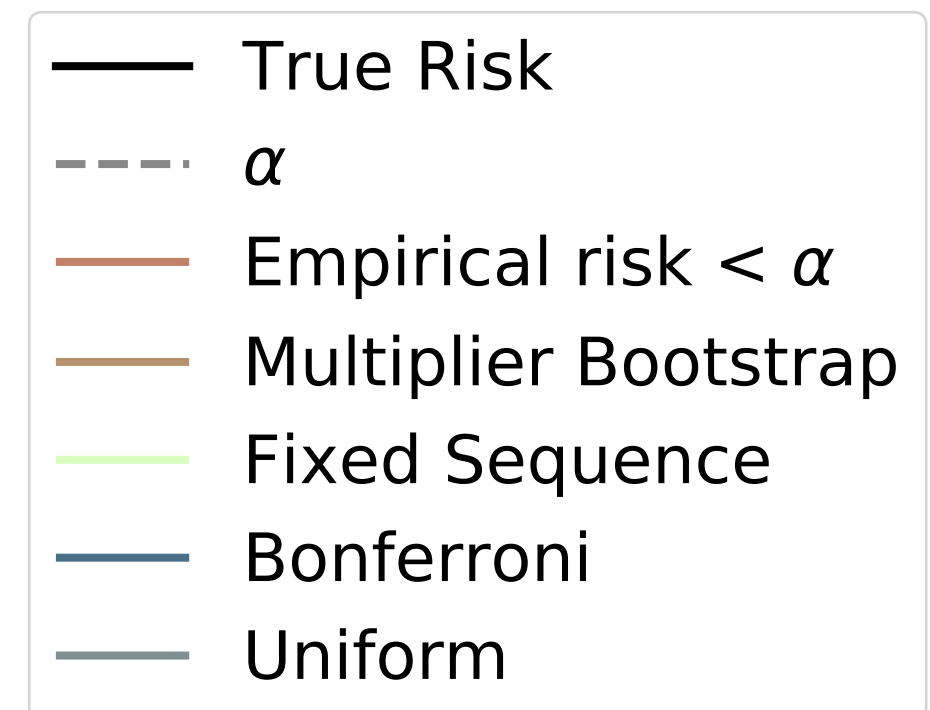 True Risk
α
Empirical risk < α
Multiplier Bootstrap
Fixed Sequence
Bonferroni
Uniform